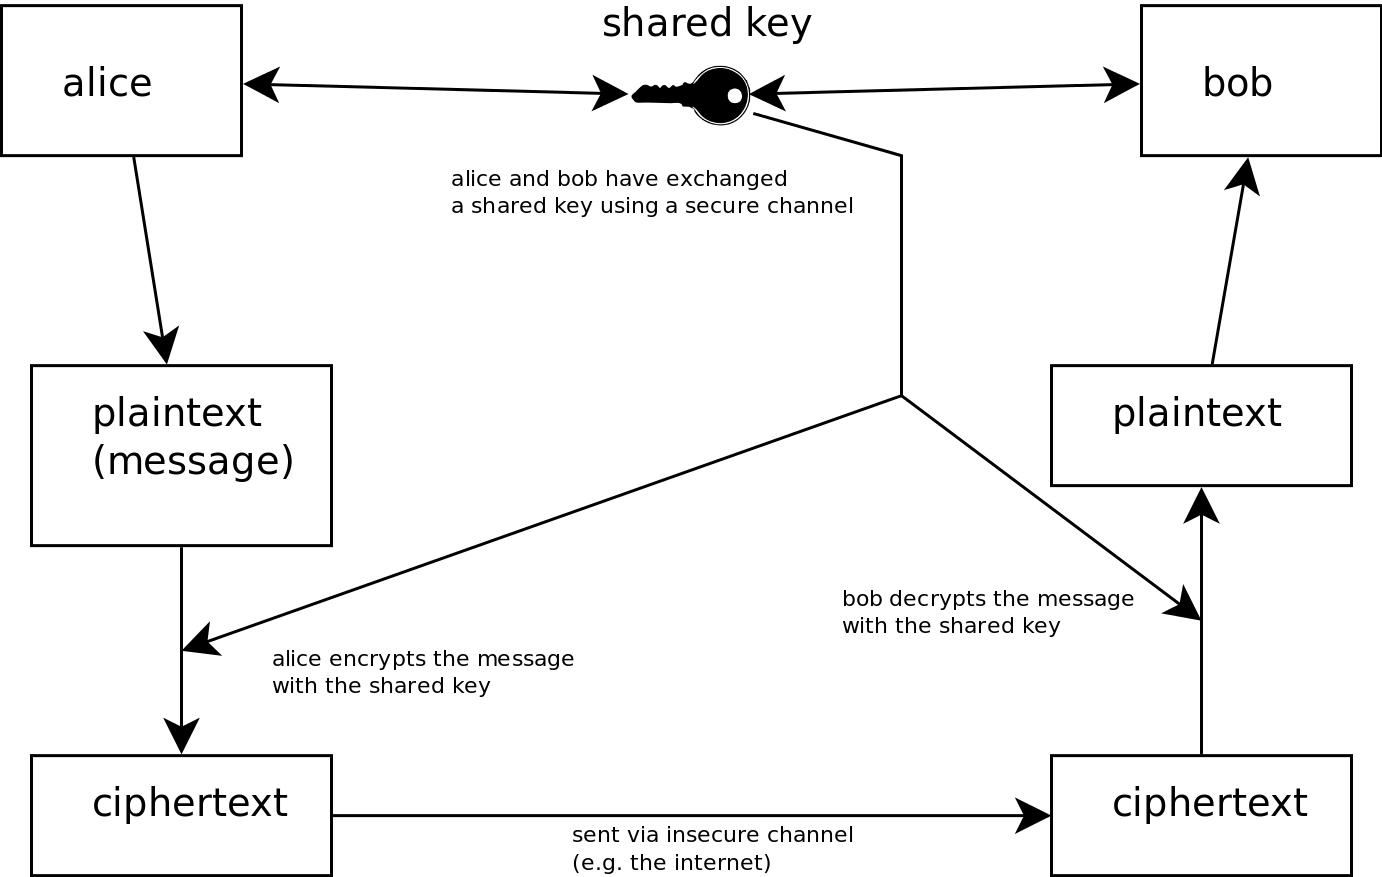 shared key
alice
bob
alice and bob have exchanged
a shared key using a secure channel
plaintext
(message)
plaintext
bob decrypts the message
with the shared key
alice encrypts the message
with the shared key
ciphertext
ciphertext
sent via insecure channel
(e.g. the internet)